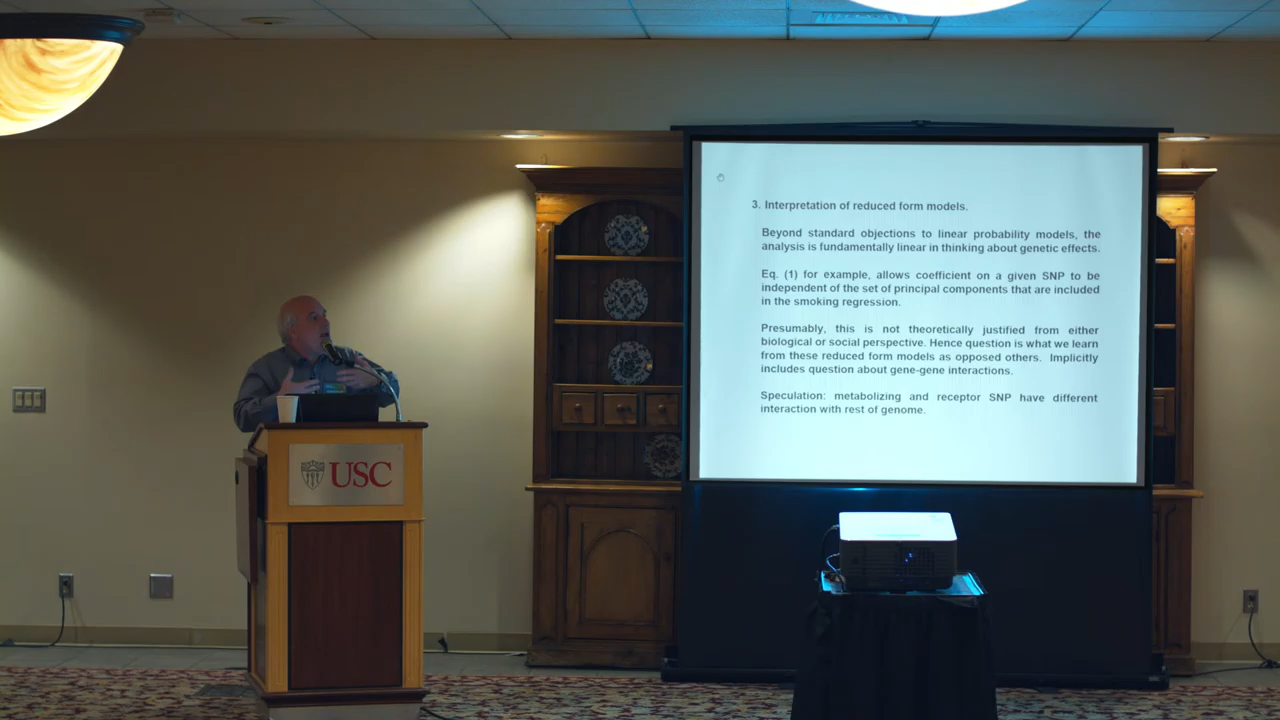 3. Interpretation of reduced form models.
Beyond standard objections to linear probability models, the
analysis is fundamentally linear in thinking about genetic effects.
Eq. (1) for example, allows coefficient on a given SNP to be
independent of the set of principal components that are included
in the smoking regression.
Presumably, this is not theoretically justified from either
biological or social perspective. Hence question is what we learn
from these reduced form models as opposed others. Implicitly
includes question about gene-gene interactions.
Speculation: metabolizing and receptor SNP have different
interaction with rest of genome.
USC